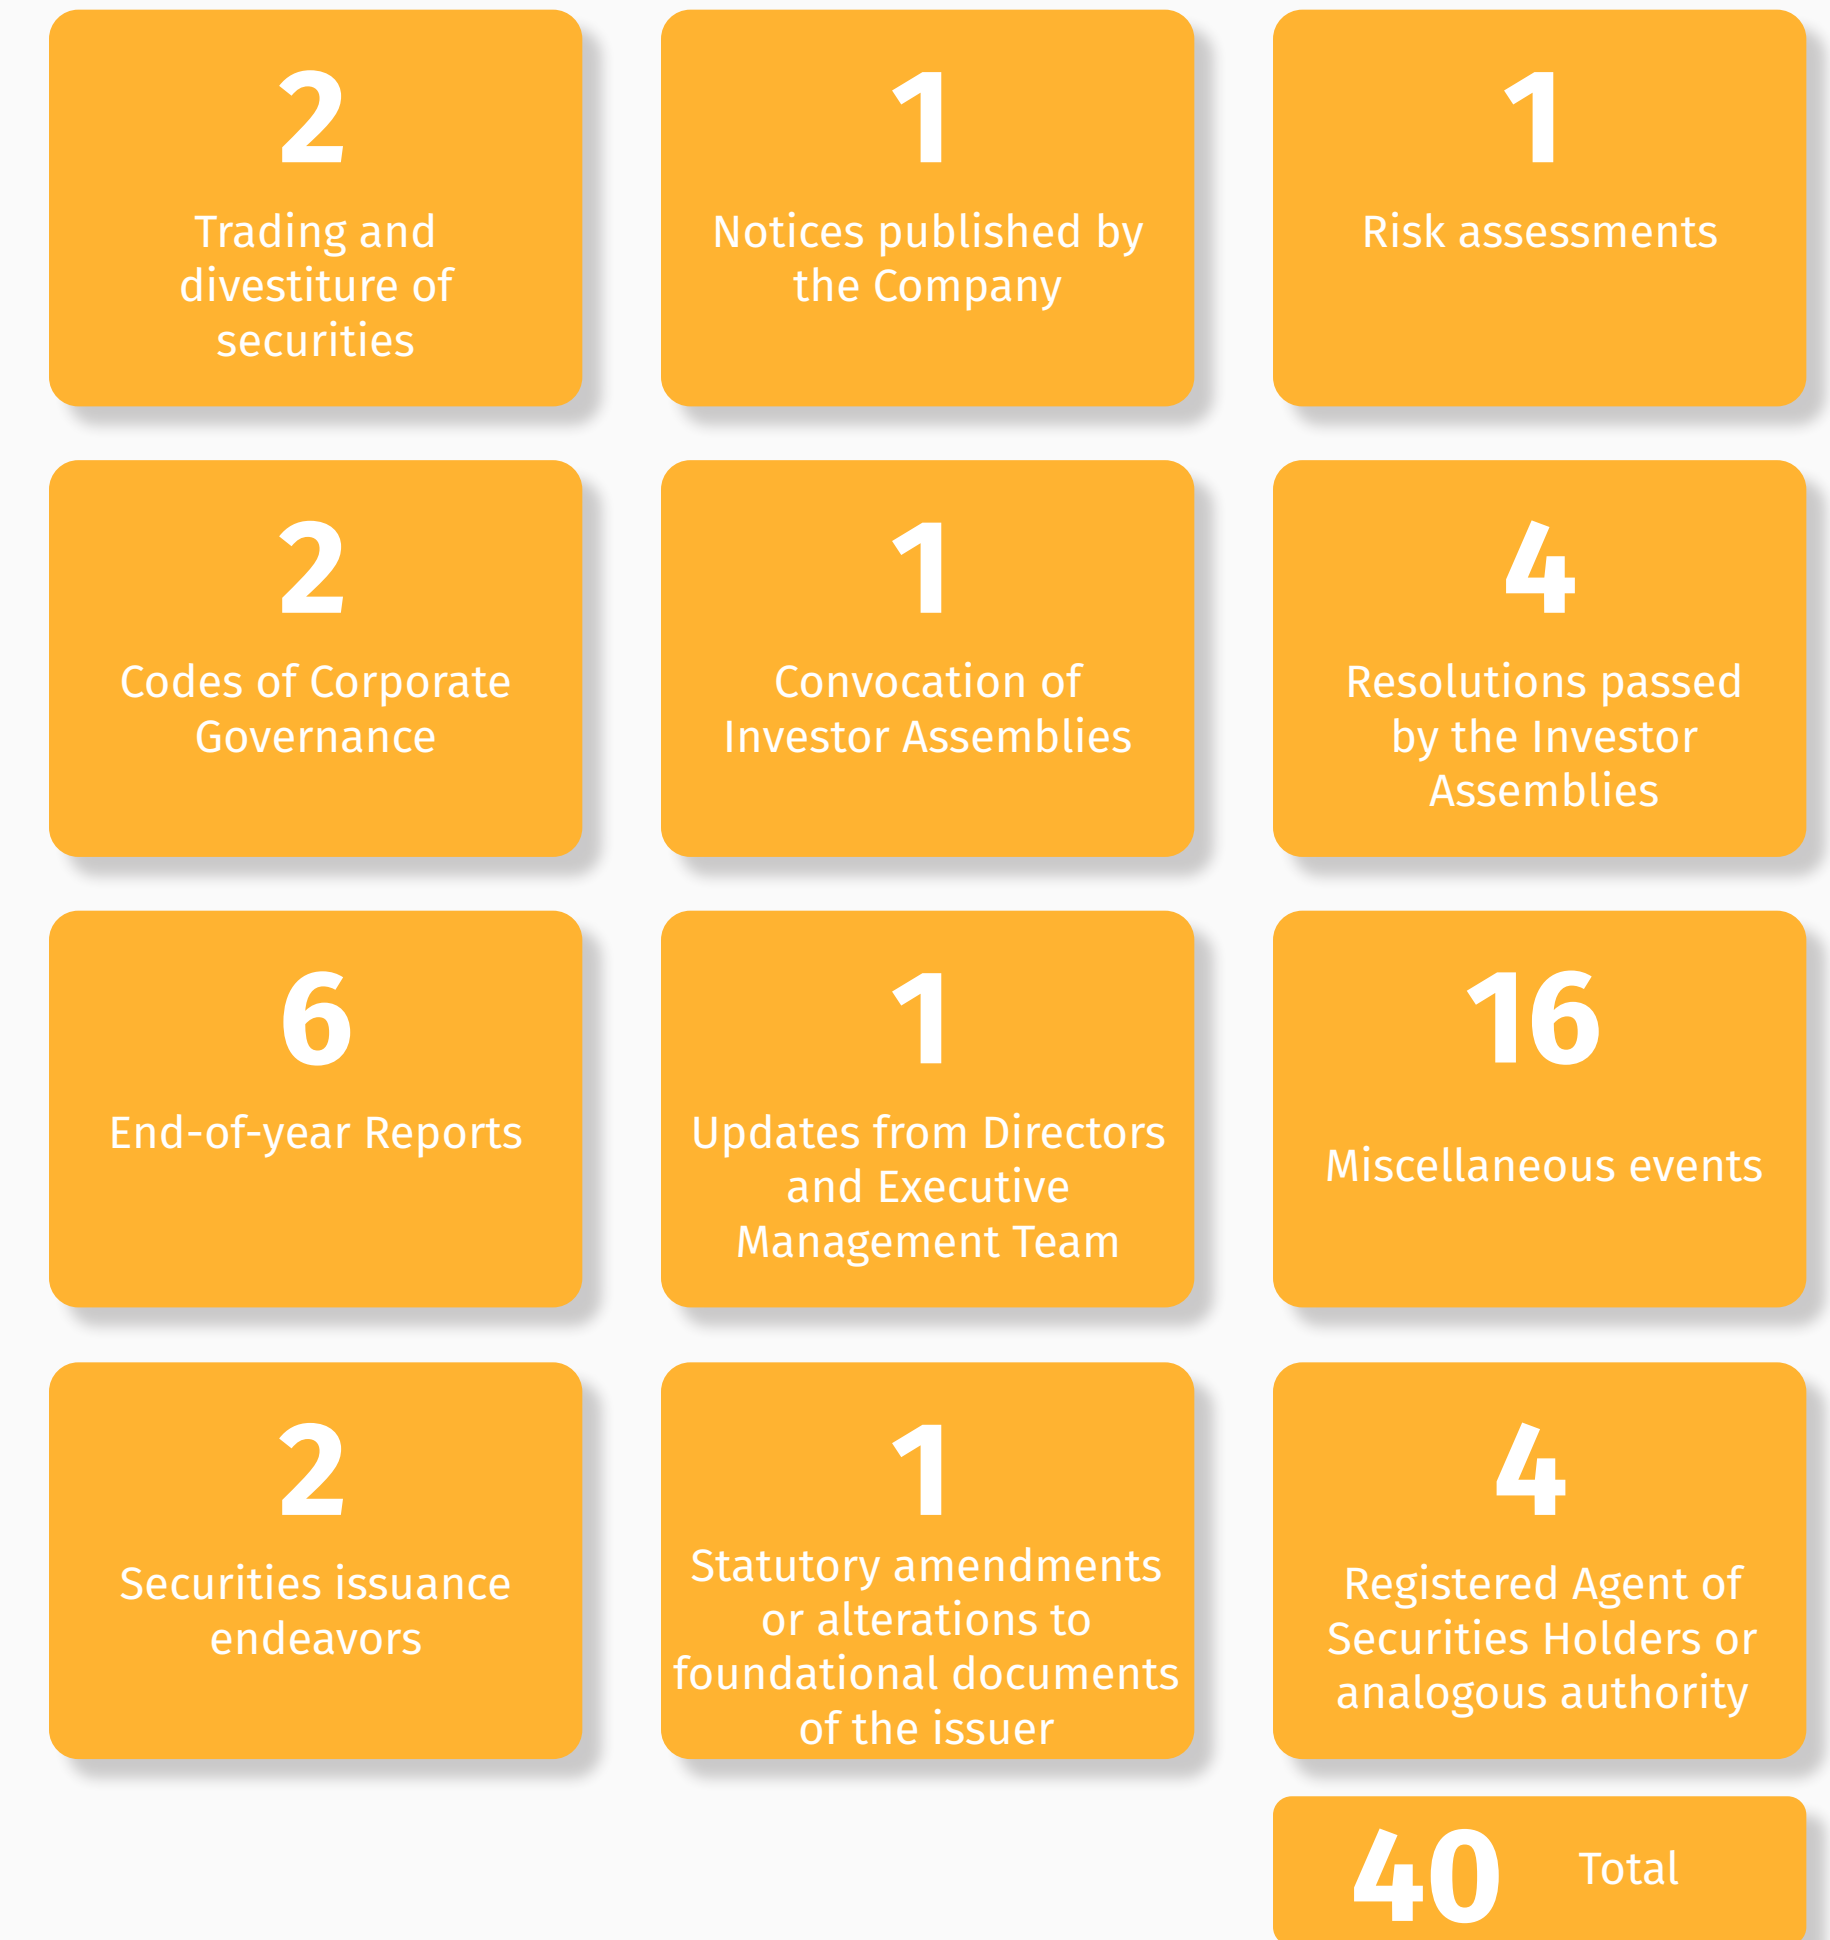 2
Trading and
divestiture of
securities
1
Notices published by
the Company
1
Risk assessments
2
Codes of Corporate
Governance
1
Convocation of
Investor Assemblies
4
Resolutions passed
by the Investor
Assemblies
6
End-of-year Reports
1
Updates from Directors
and Executive
Management Team
16
Miscellaneous events
2
Securities issuance
endeavors
1
Statutory amendments
or alterations to
foundational documents
of the issuer
4
Registered Agent of
Securities Holders or
analogous authority
40 Total